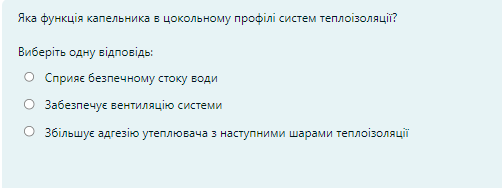 Яка функція капельника в цокольному профілі систем теплоізоляції?
Виберіть одну відповідь:
Сприяє безпечному стоку води
Забезпечує вентиляцію системи
Збільшує адгезію утеплювача з наступними шарами теплоізоляції